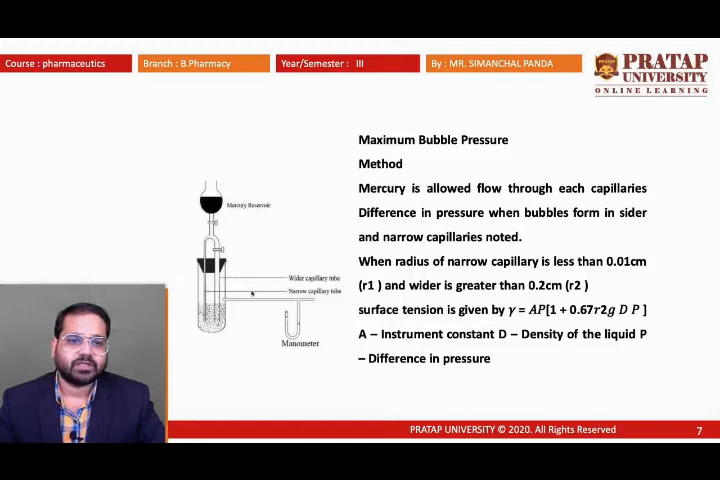 Course : pharmaceutics
Branch : B.Pharmacy
Year/Semester : III
By : MR. SIMANCHAL PANDA
PRATAP
PRATAP
UNIVERSITY
ONLINE LEARNING
Maximum Bubble Pressure
Method
Mercury is allowed flow through each capillaries
Difference in pressure when bubbles form in sider
and narrow capillaries noted.
When radius of narrow capillary is less than 0.01cm
(r1 ) and wider is greater than 0.2cm (r2 )
surface tension is given by γ = AP[1 + 0.67r2g D P ]
A – Instrument constant D – Density of the liquid P
– Difference in pressure
Mercury Reservoir
Wider capillary tube
Narrow capillary tube
Manometer
PRATAP UNIVERSITY © 2020. All Rights Reserved
7